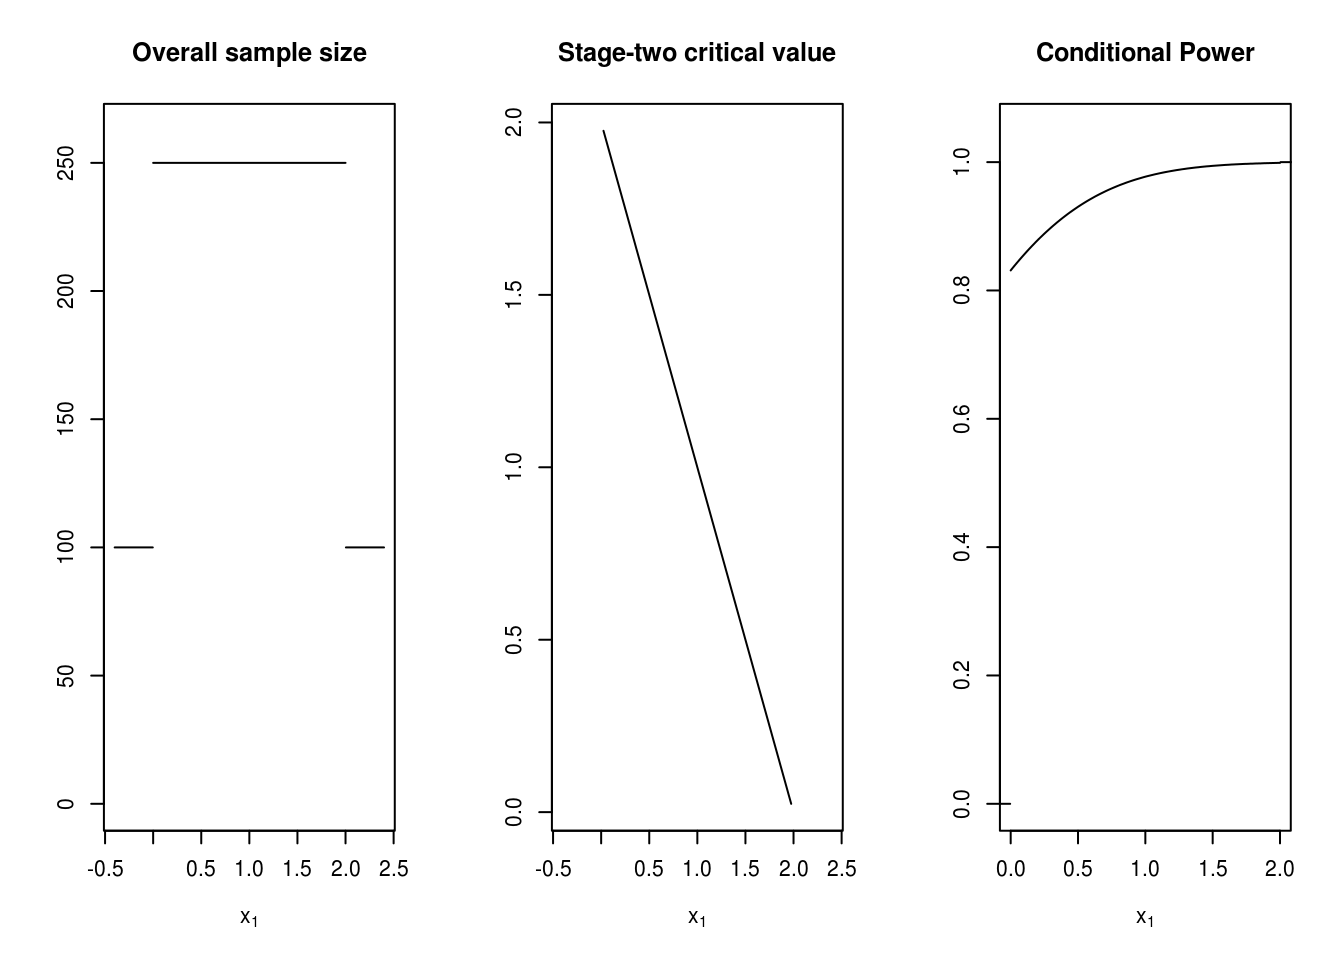 Overall sample size
250
200
150
100
50
0
-0.5 0.5 1.0 1.5 2.0 2.5
x₁
Stage-two critical value
2.0
1.5
1.0
0.5
0.0
-0.5 0.5 1.0 1.5 2.0 2.5
x₁
Conditional Power
1.0
0.8
0.6
0.4
0.2
0.0
0.0 0.5 1.0 1.5 2.0
x₁